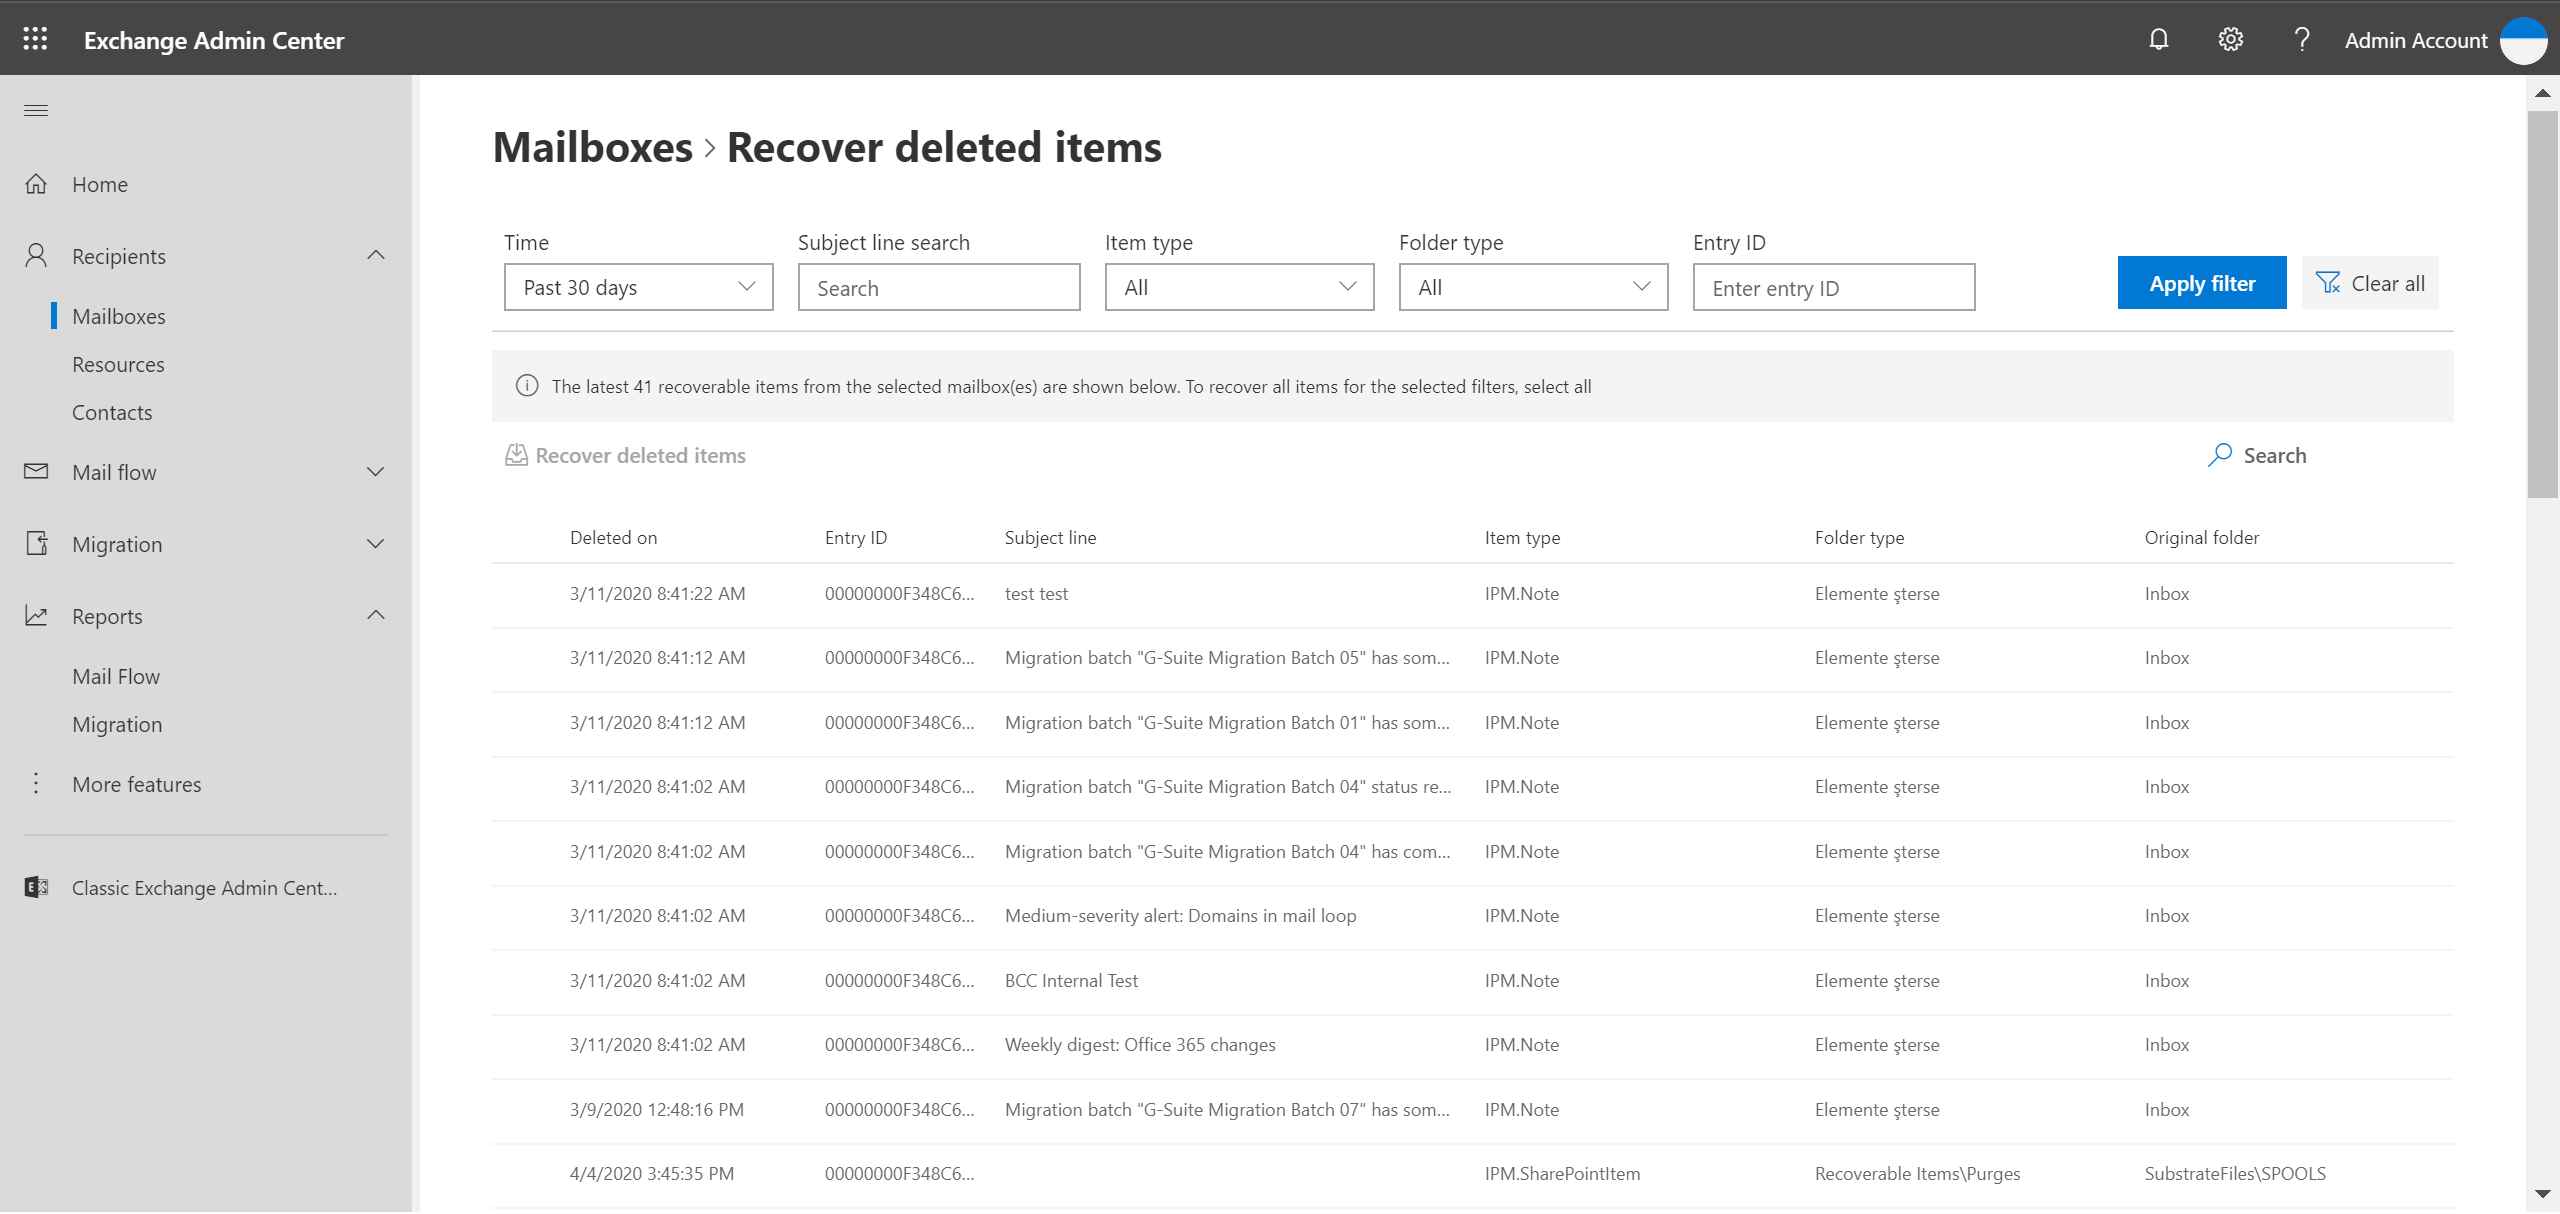 Exchange Admin Center
Admin Account
Home
Recipients
Mailboxes
Resources
Contacts
Mail flow
Migration
Reports
Mail Flow
Migration
More features
Classic Exchange Admin Cent...
Mailboxes > Recover deleted items
Time Subject line search Item type Folder type Entry ID
Past 30 days Search All All Enter entry ID Apply filter Clear all
The latest 41 recoverable items from the selected mailbox(es) are shown below. To recover all items for the selected filters, select all
Recover deleted items Search
Deleted on Entry ID Subject line Item type Folder type Original folder
3/11/2020 8:41:22 AM 00000000F348C6... test test IPM.Note Elemente șterse Inbox
3/11/2020 8:41:12 AM 00000000F348C6... Migration batch "G-Suite Migration Batch 05" has som... IPM.Note Elemente șterse Inbox
3/11/2020 8:41:12 AM 00000000F348C6... Migration batch "G-Suite Migration Batch 01" has som... IPM.Note Elemente șterse Inbox
3/11/2020 8:41:02 AM 00000000F348C6... Migration batch "G-Suite Migration Batch 04" status re... IPM.Note Elemente șterse Inbox
3/11/2020 8:41:02 AM 00000000F348C6... Migration batch "G-Suite Migration Batch 04" has com... IPM.Note Elemente șterse Inbox
3/11/2020 8:41:02 AM 00000000F348C6... Medium-severity alert: Domains in mail loop IPM.Note Elemente șterse Inbox
3/11/2020 8:41:02 AM 00000000F348C6... BCC Internal Test IPM.Note Elemente șterse Inbox
3/11/2020 8:41:02 AM 00000000F348C6... Weekly digest: Office 365 changes IPM.Note Elemente șterse Inbox
3/9/2020 12:48:16 PM 00000000F348C6... Migration batch "G-Suite Migration Batch 07" has som... IPM.Note Elemente șterse Inbox
4/4/2020 3:45:35 PM 00000000F348C6... IPM.SharePointItem Recoverable Items\Purges SubstrateFiles\SPOOLS